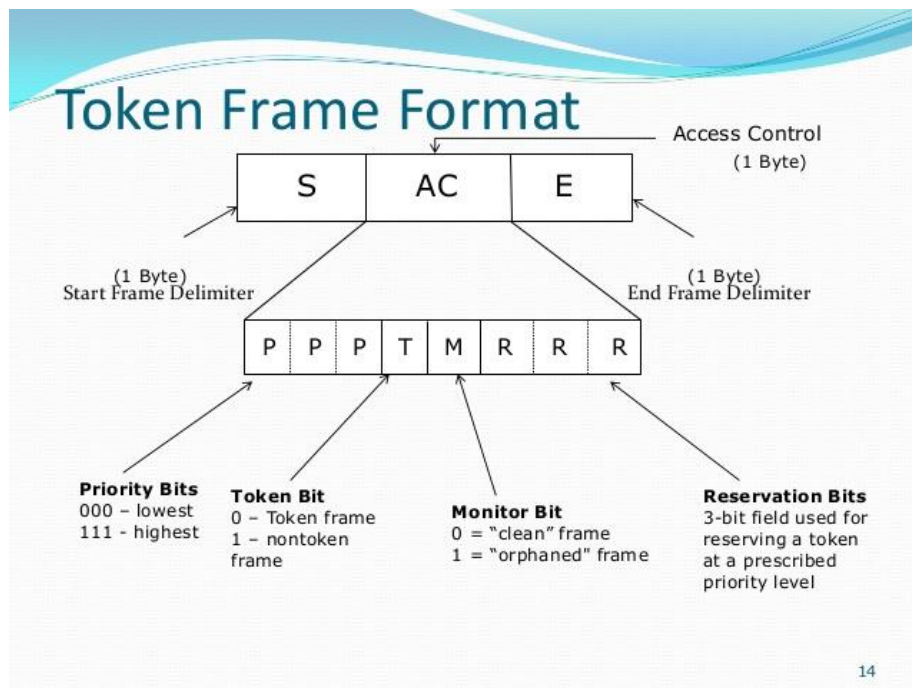 Token Frame Format
Access Control
(1 Byte)
S AC E
(1 Byte)
Start Frame Delimiter
(1 Byte)
End Frame Delimiter
P P P T M R R R
Priority Bits
000 – lowest
111 - highest
Token Bit
0 – Token frame
1 – nontoken
frame
Monitor Bit
0 = “clean” frame
1 = “orphaned” frame
Reservation Bits
3-bit field used for
reserving a token
at a prescribed
priority level
14